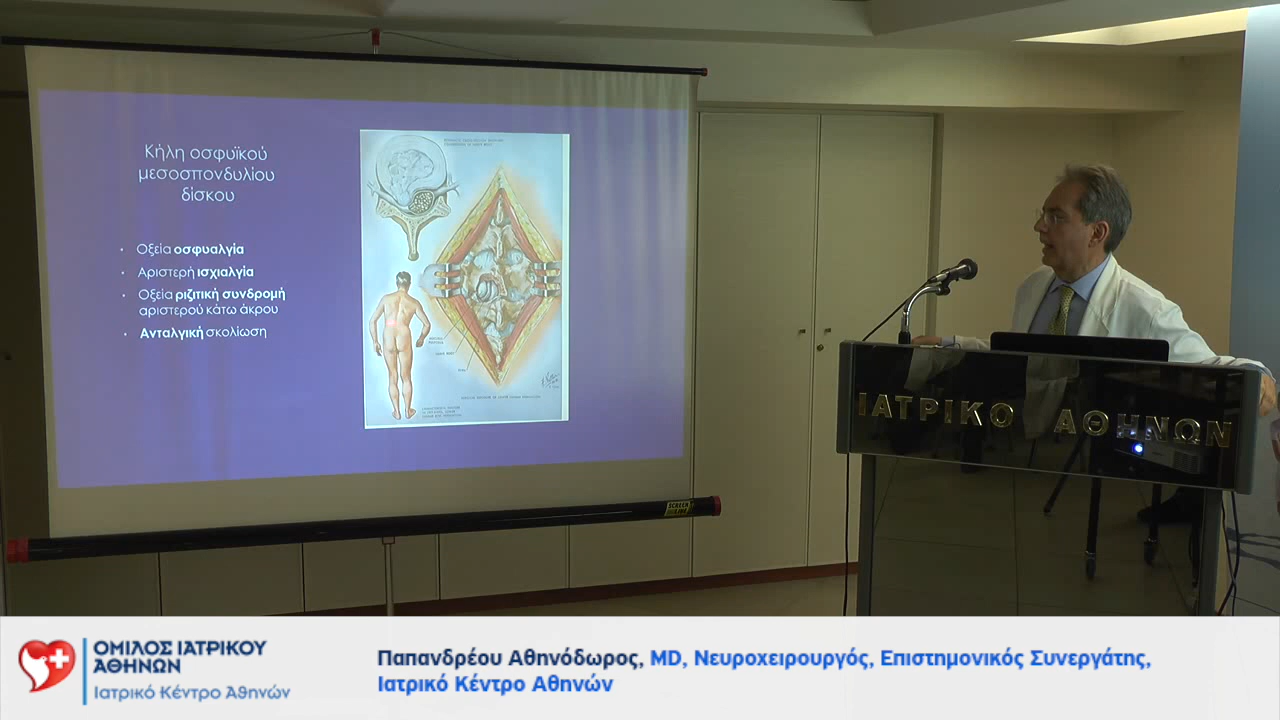 Κήλη οσφυϊκού
μεσοσπονδυλίου
δίσκου
• Οξεία οσφυαλγία
• Αριστερή ισχιαλγία
• Οξεία ριζιτική συνδρομή
αριστερού κάτω άκρου
• Ανταλγική σκολίωση
ΙΑΤΡΙΚΟ ΑΘΗΝΩΝ
ΟΜΙΛΟΣ ΙΑΤΡΙΚΟΥ
ΑΘΗΝΩΝ
Ιατρικό Κέντρο Αθηνών
Παπανδρέου Αθηνόδωρος, MD, Νευροχειρουργός, Επιστημονικός Συνεργάτης,
Ιατρικό Κέντρο Αθηνών